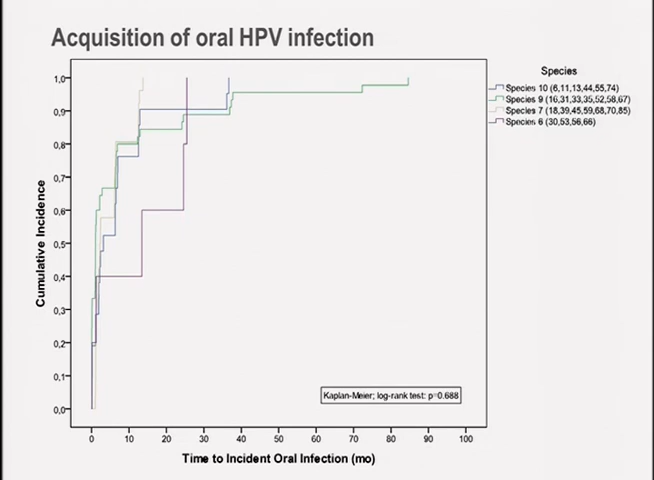 Acquisition of oral HPV infection
Species
Species 10 (6,11,13,44,55,74)
Species 9 (16,31,33,35,52,58,67)
Species 7 (18,39,45,59,68,70,85)
Species 6 (30,53,56,66)
Cumulative Incidence
1,0
0,9
0,8
0,7
0,6
0,5
0,4
0,3
0,2
0,1
0,0
Kaplan-Meier; log-rank test: p=0.688
0 10 20 30 40 50 60 70 80 90 100
Time to Incident Oral Infection (mo)